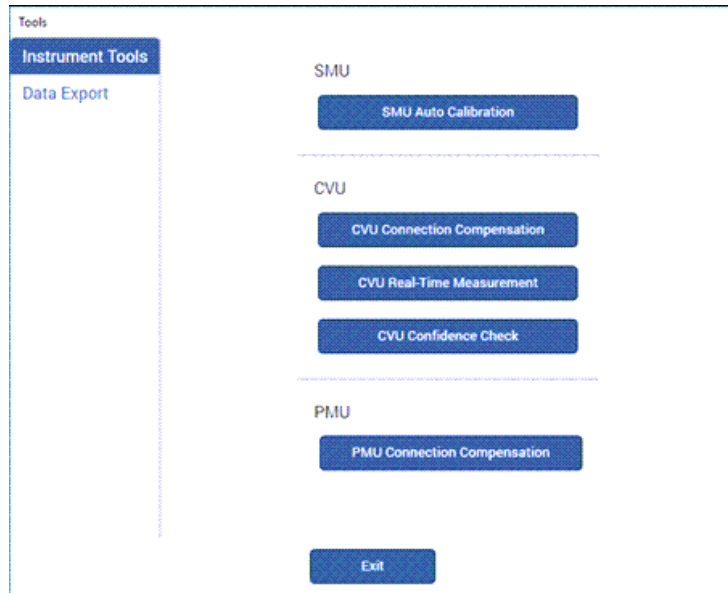 Tools
Instrument Tools
Data Export
SMU
SMU Auto Calibration
CVU
CVU Connection Compensation
CVU Real-Time Measurement
CVU Confidence Check
PMU
PMU Connection Compensation
Exit